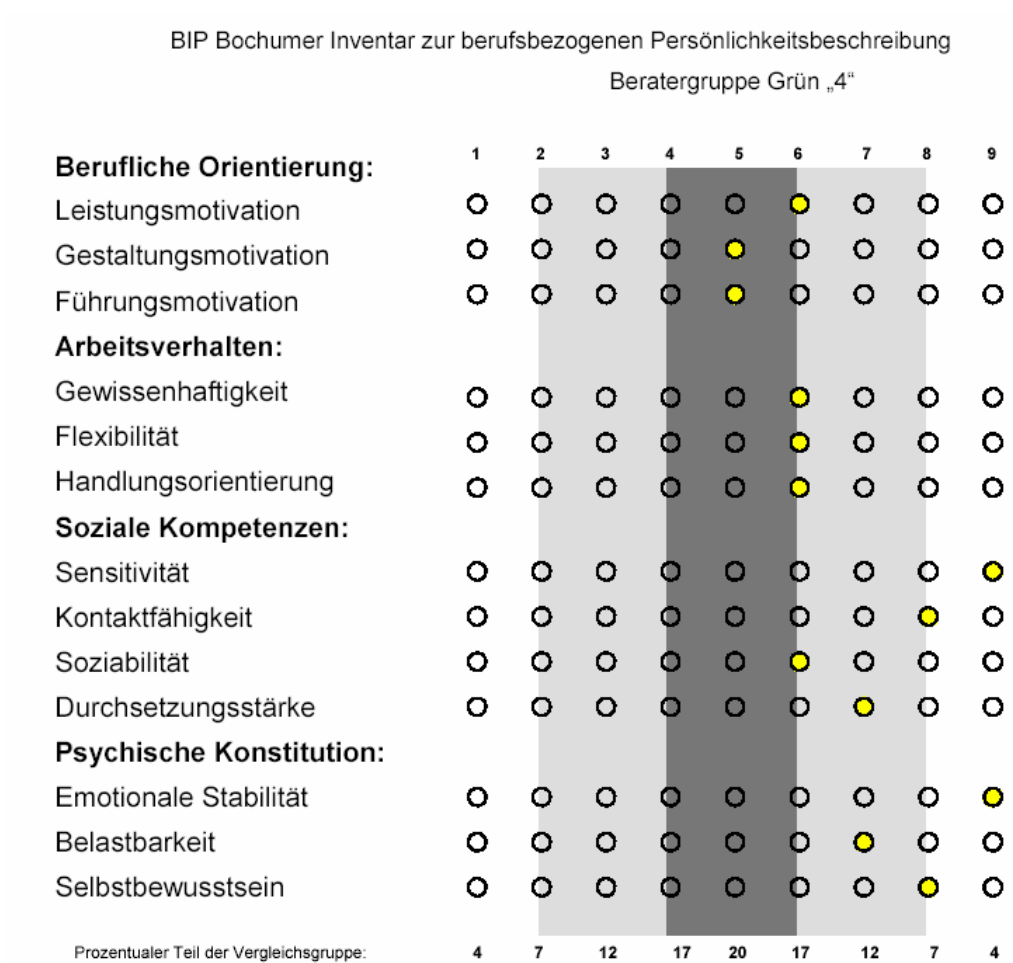 BIP Bochumer Inventar zur berufsbezogenen Persönlichkeitsbeschreibung
Beratergruppe Grün „4“
1 2 3 4 5 6 7 8 9
Berufliche Orientierung:
Leistungsmotivation
Gestaltungsmotivation
Führungsmotivation
Arbeitsverhalten:
Gewissenhaftigkeit
Flexibilität
Handlungsorientierung
Soziale Kompetenzen:
Sensitivität
Kontaktfähigkeit
Soziabilität
Durchsetzungsstärke
Psychische Konstitution:
Emotionale Stabilität
Belastbarkeit
Selbstbewusstsein
Prozentualer Teil der Vergleichsgruppe: 4 7 12 17 20 17 12 7 4